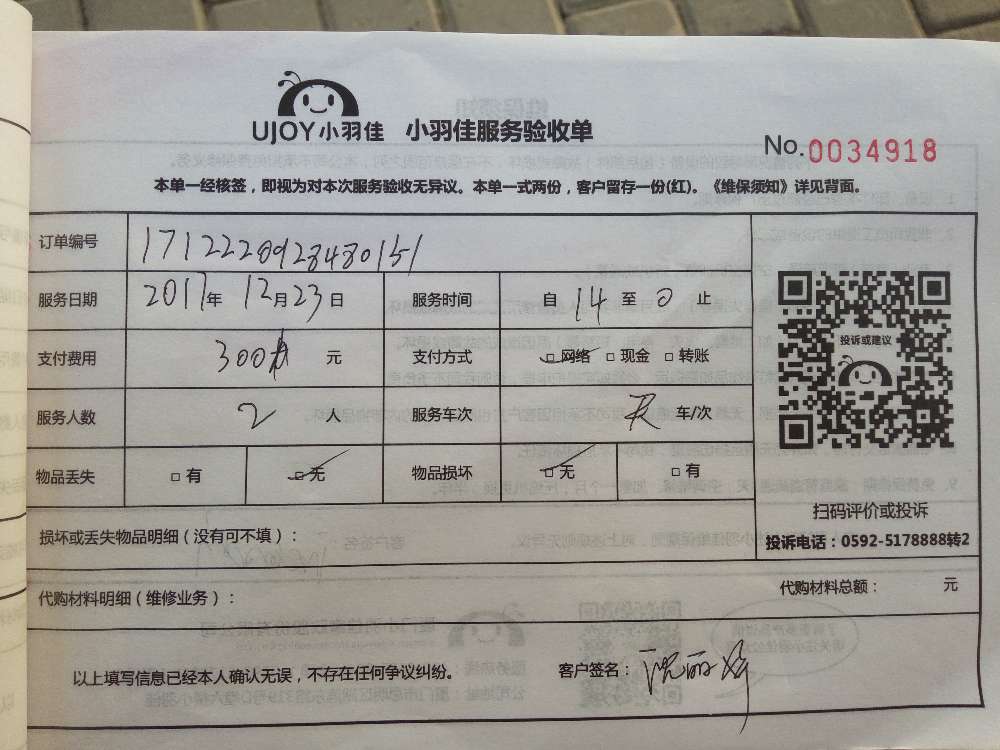 UJOY小羽佳 小羽佳服务验收单
No.0034918
本单一经核签，即视为对本次服务验收无异议。本单一式两份，客户留存一份(红)。《维保须知》详见背面。
订单编号 1712220928480151
服务日期 2017年 12月23日 服务时间 自 14 至 0 止
支付费用 300 元 支付方式 □网络 □现金 □转账
服务人数 2 人 服务车次 车/次
物品丢失 □有 □无 物品损坏 □无 □有
投诉或建议
扫码评价或投诉
投诉电话：0592-5178888转2
损坏或丢失物品明细（没有可不填）：
代购材料明细（维修业务）： 代购材料总额： 元
以上填写信息已经本人确认无误，不存在任何争议纠纷。 客户签名：